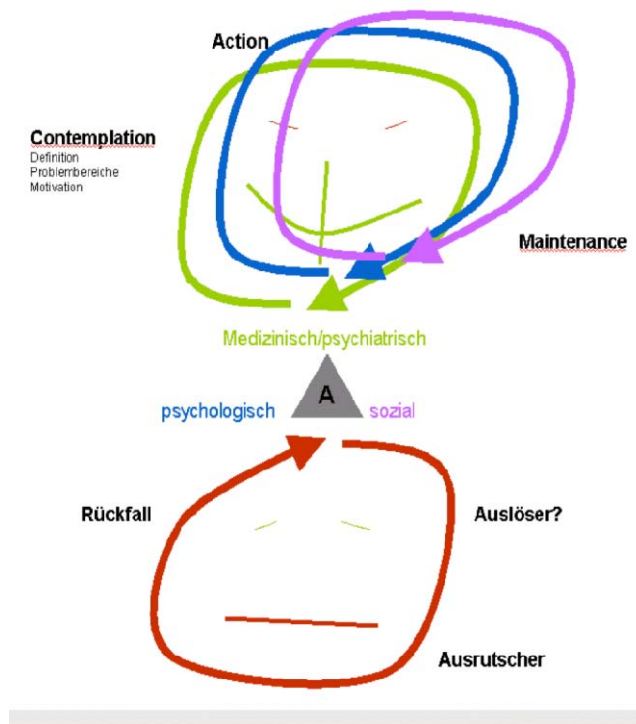 Action
Contemplation
Definition
Problembereiche
Motivation
Maintenance
Medizinisch/psychiatrisch
A
psychologisch
sozial
Rückfall
Auslöser?
Ausrutscher